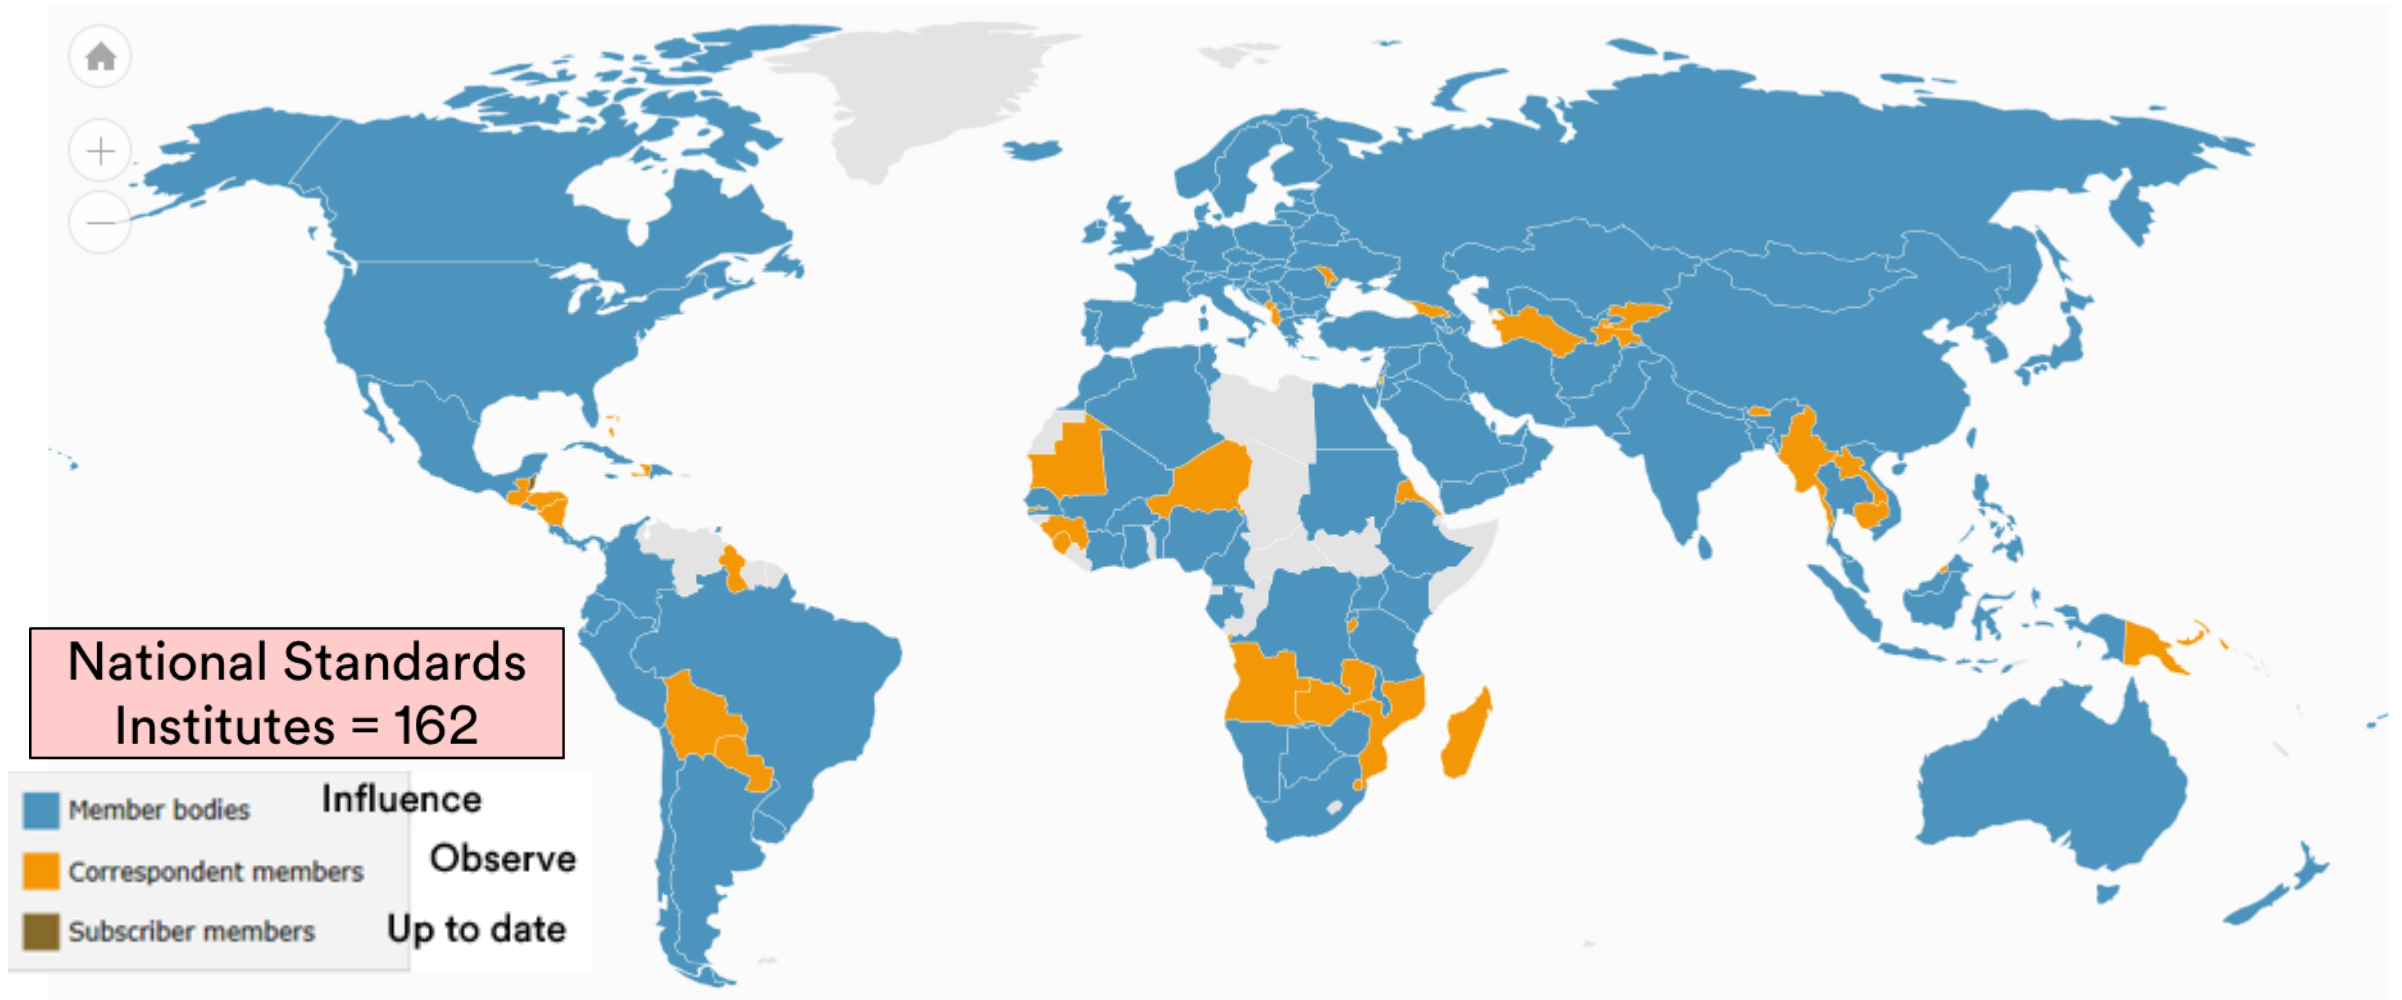 National Standards
Institutes = 162
Member bodies Influence
Correspondent members Observe
Subscriber members Up to date